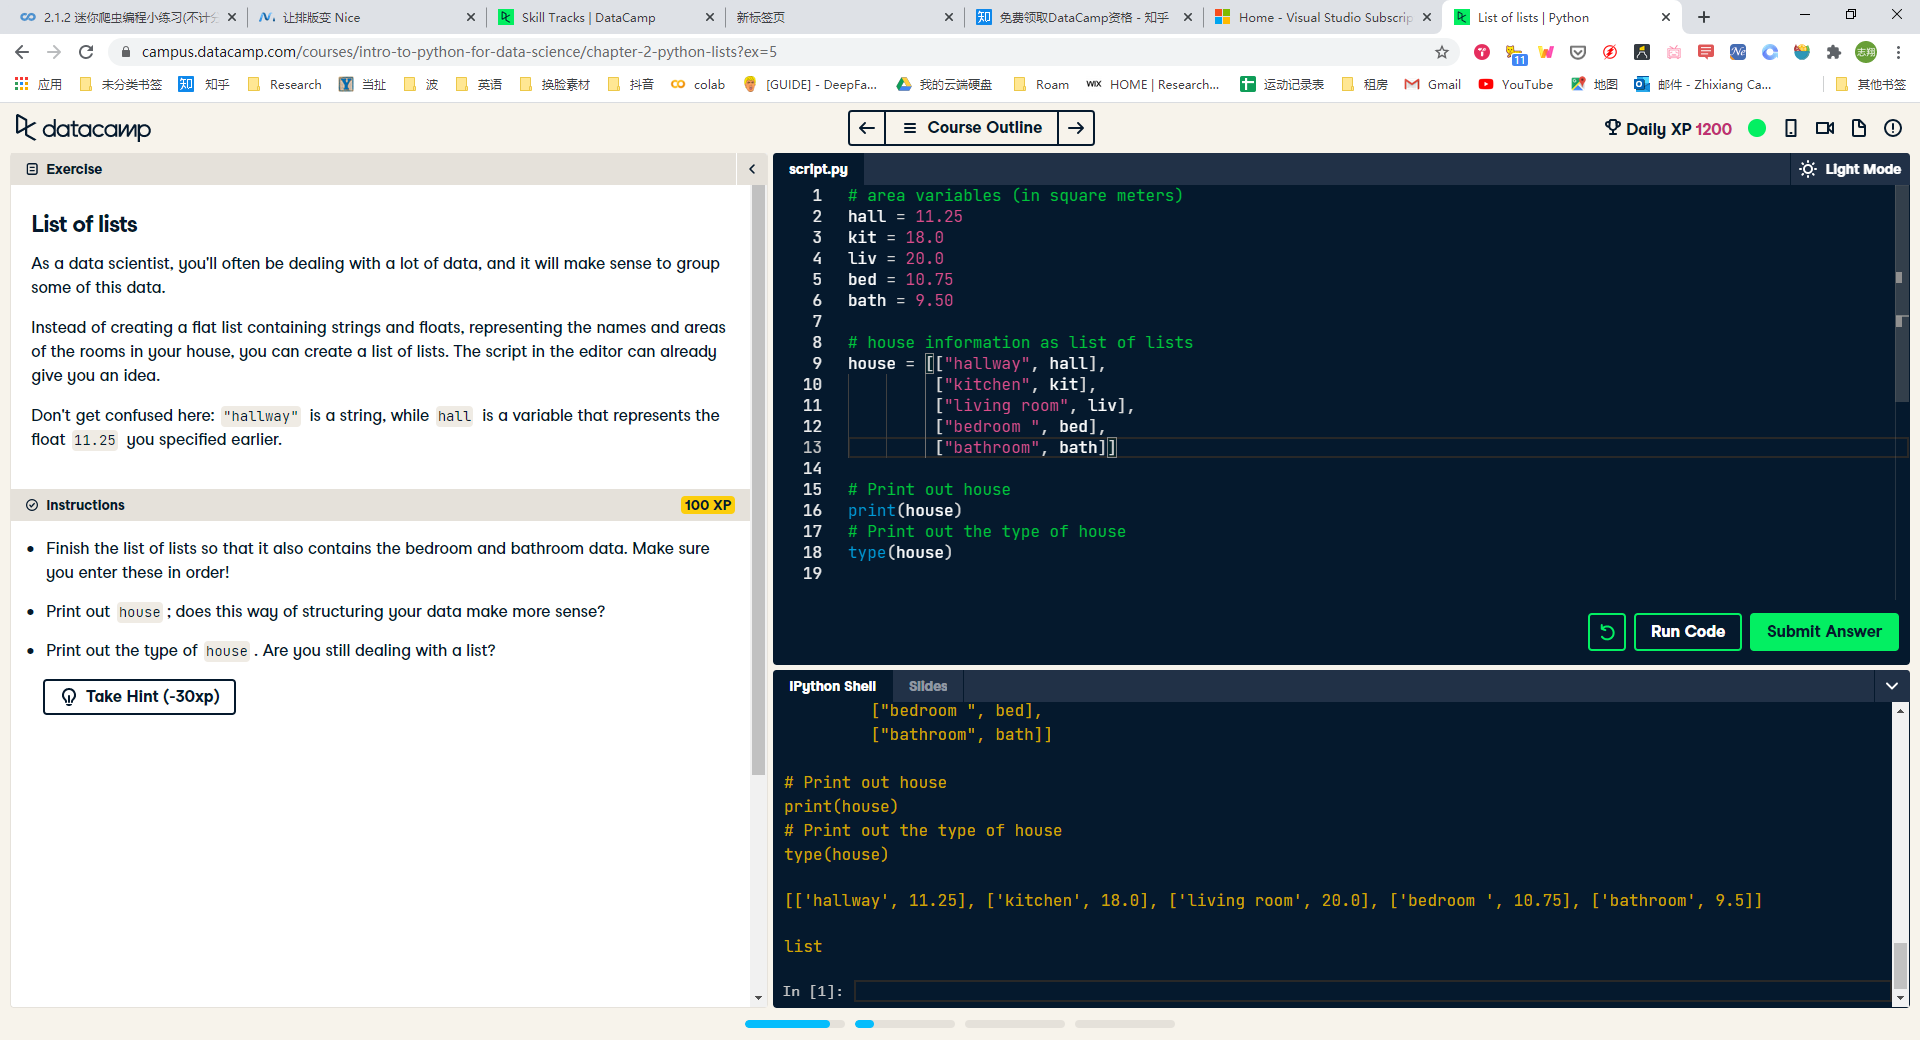 2.1.2 迷你爬虫编程小练习(不计分
让排版变 Nice
Skill Tracks | DataCamp
新标签页
免费领取DataCamp资格 - 知乎
Home - Visual Studio Subscrip
List of lists | Python
campus.datacamp.com/courses/intro-to-python-for-data-science/chapter-2-python-lists?ex=5
11
志翔
应用
未分类书签
知乎
Research
当扯
波
英语
换脸素材
抖音
colab
[GUIDE] - DeepFa...
我的云端硬盘
Roam
WIX HOME | Research...
运动记录表
租房
Gmail
YouTube
地图
邮件 - Zhixiang Ca...
其他书签
datacamp
Course Outline
Daily XP 1200
Exercise
List of lists
As a data scientist, you'll often be dealing with a lot of data, and it will make sense to group
some of this data.
Instead of creating a flat list containing strings and floats, representing the names and areas
of the rooms in your house, you can create a list of lists. The script in the editor can already
give you an idea.
Don't get confused here: "hallway" is a string, while hall is a variable that represents the
float 11.25 you specified earlier.
Instructions
100 XP
• Finish the list of lists so that it also contains the bedroom and bathroom data. Make sure
you enter these in order!
• Print out house ; does this way of structuring your data make more sense?
• Print out the type of house . Are you still dealing with a list?
Take Hint (-30xp)
script.py
Light Mode
1 # area variables (in square meters)
2 hall = 11.25
3 kit = 18.0
4 liv = 20.0
5 bed = 10.75
6 bath = 9.50
7
8 # house information as list of lists
9 house = [["hallway", hall],
10 ["kitchen", kit],
11 ["living room", liv],
12 ["bedroom ", bed],
13 ["bathroom", bath]]
14
15 # Print out house
16 print(house)
17 # Print out the type of house
18 type(house)
19
Run Code
Submit Answer
IPython Shell
Slides
["bedroom ", bed],
["bathroom", bath]]
# Print out house
print(house)
# Print out the type of house
type(house)
[['hallway', 11.25], ['kitchen', 18.0], ['living room', 20.0], ['bedroom ', 10.75], ['bathroom', 9.5]]
list
In [1]: